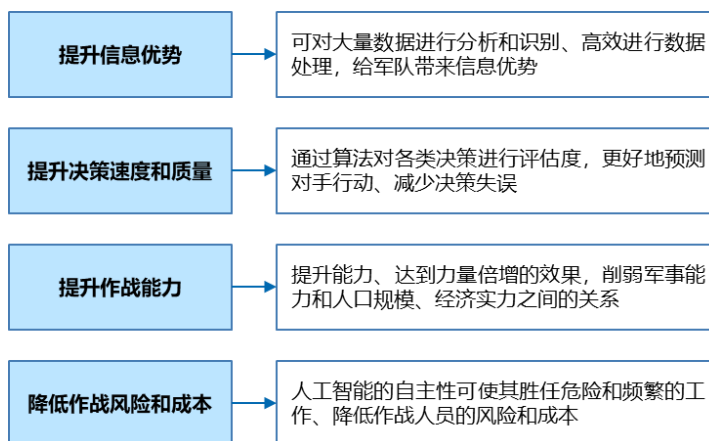 提升信息优势
可对大量数据进行分析和识别、高效进行数据
处理，给军队带来信息优势
提升决策速度和质量
通过算法对各类决策进行评估度，更好地预测
对手行动、减少决策失误
提升作战能力
提升能力、达到力量倍增的效果，削弱军事能
力和人口规模、经济实力之间的关系
降低作战风险和成本
人工智能的自主性可使其胜任危险和频繁的工
作、降低作战人员的风险和成本